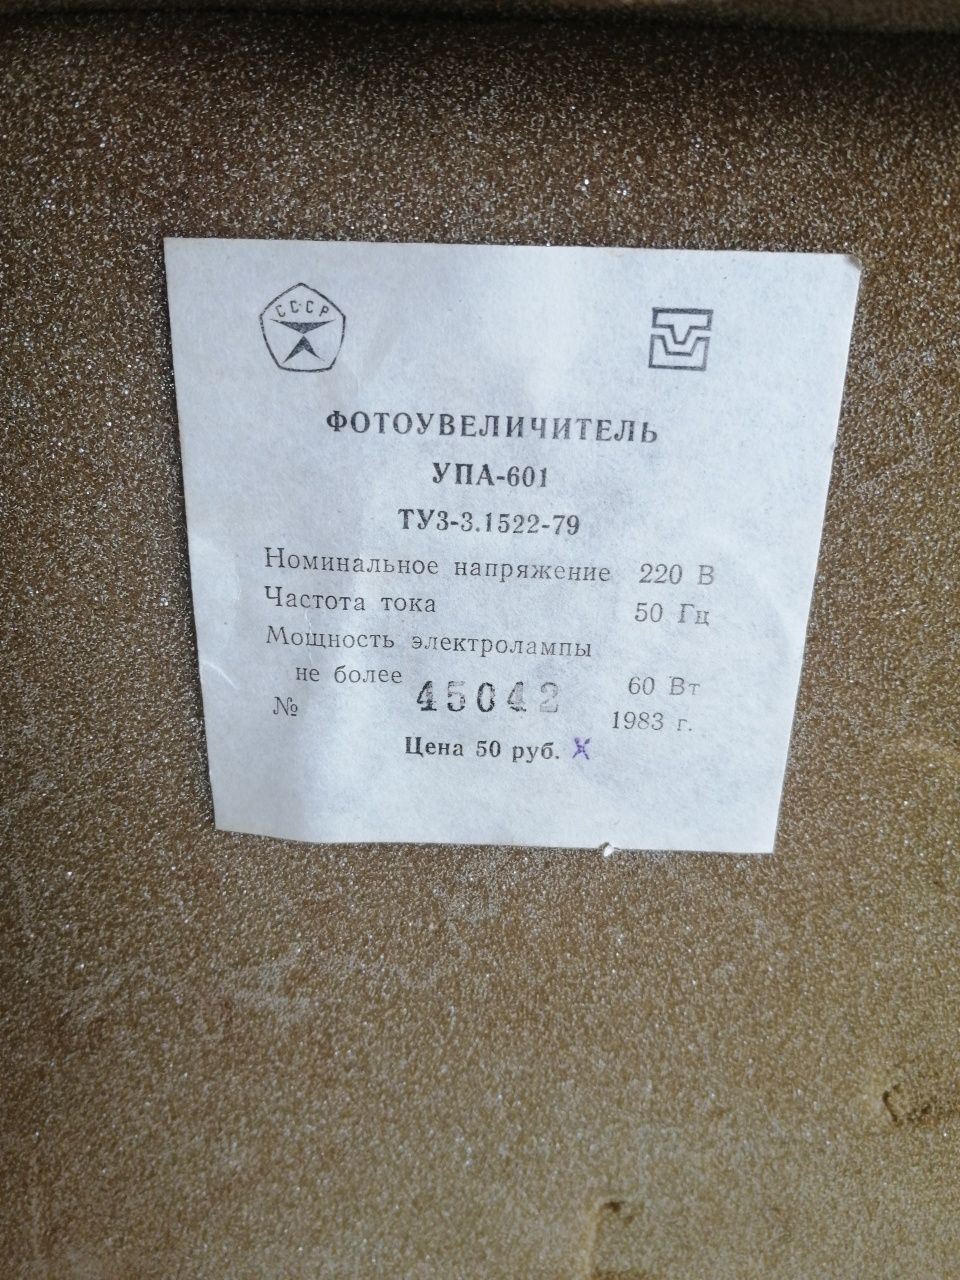 СССР
ФОТОУВЕЛИЧИТЕЛЬ
УПА-601
ТУ3-3.1522-79
Номинальное напряжение 220 В
Частота тока 50 Гц
Мощность электролампы
не более 60 Вт
№ 45042 1983 г.
Цена 50 руб. X